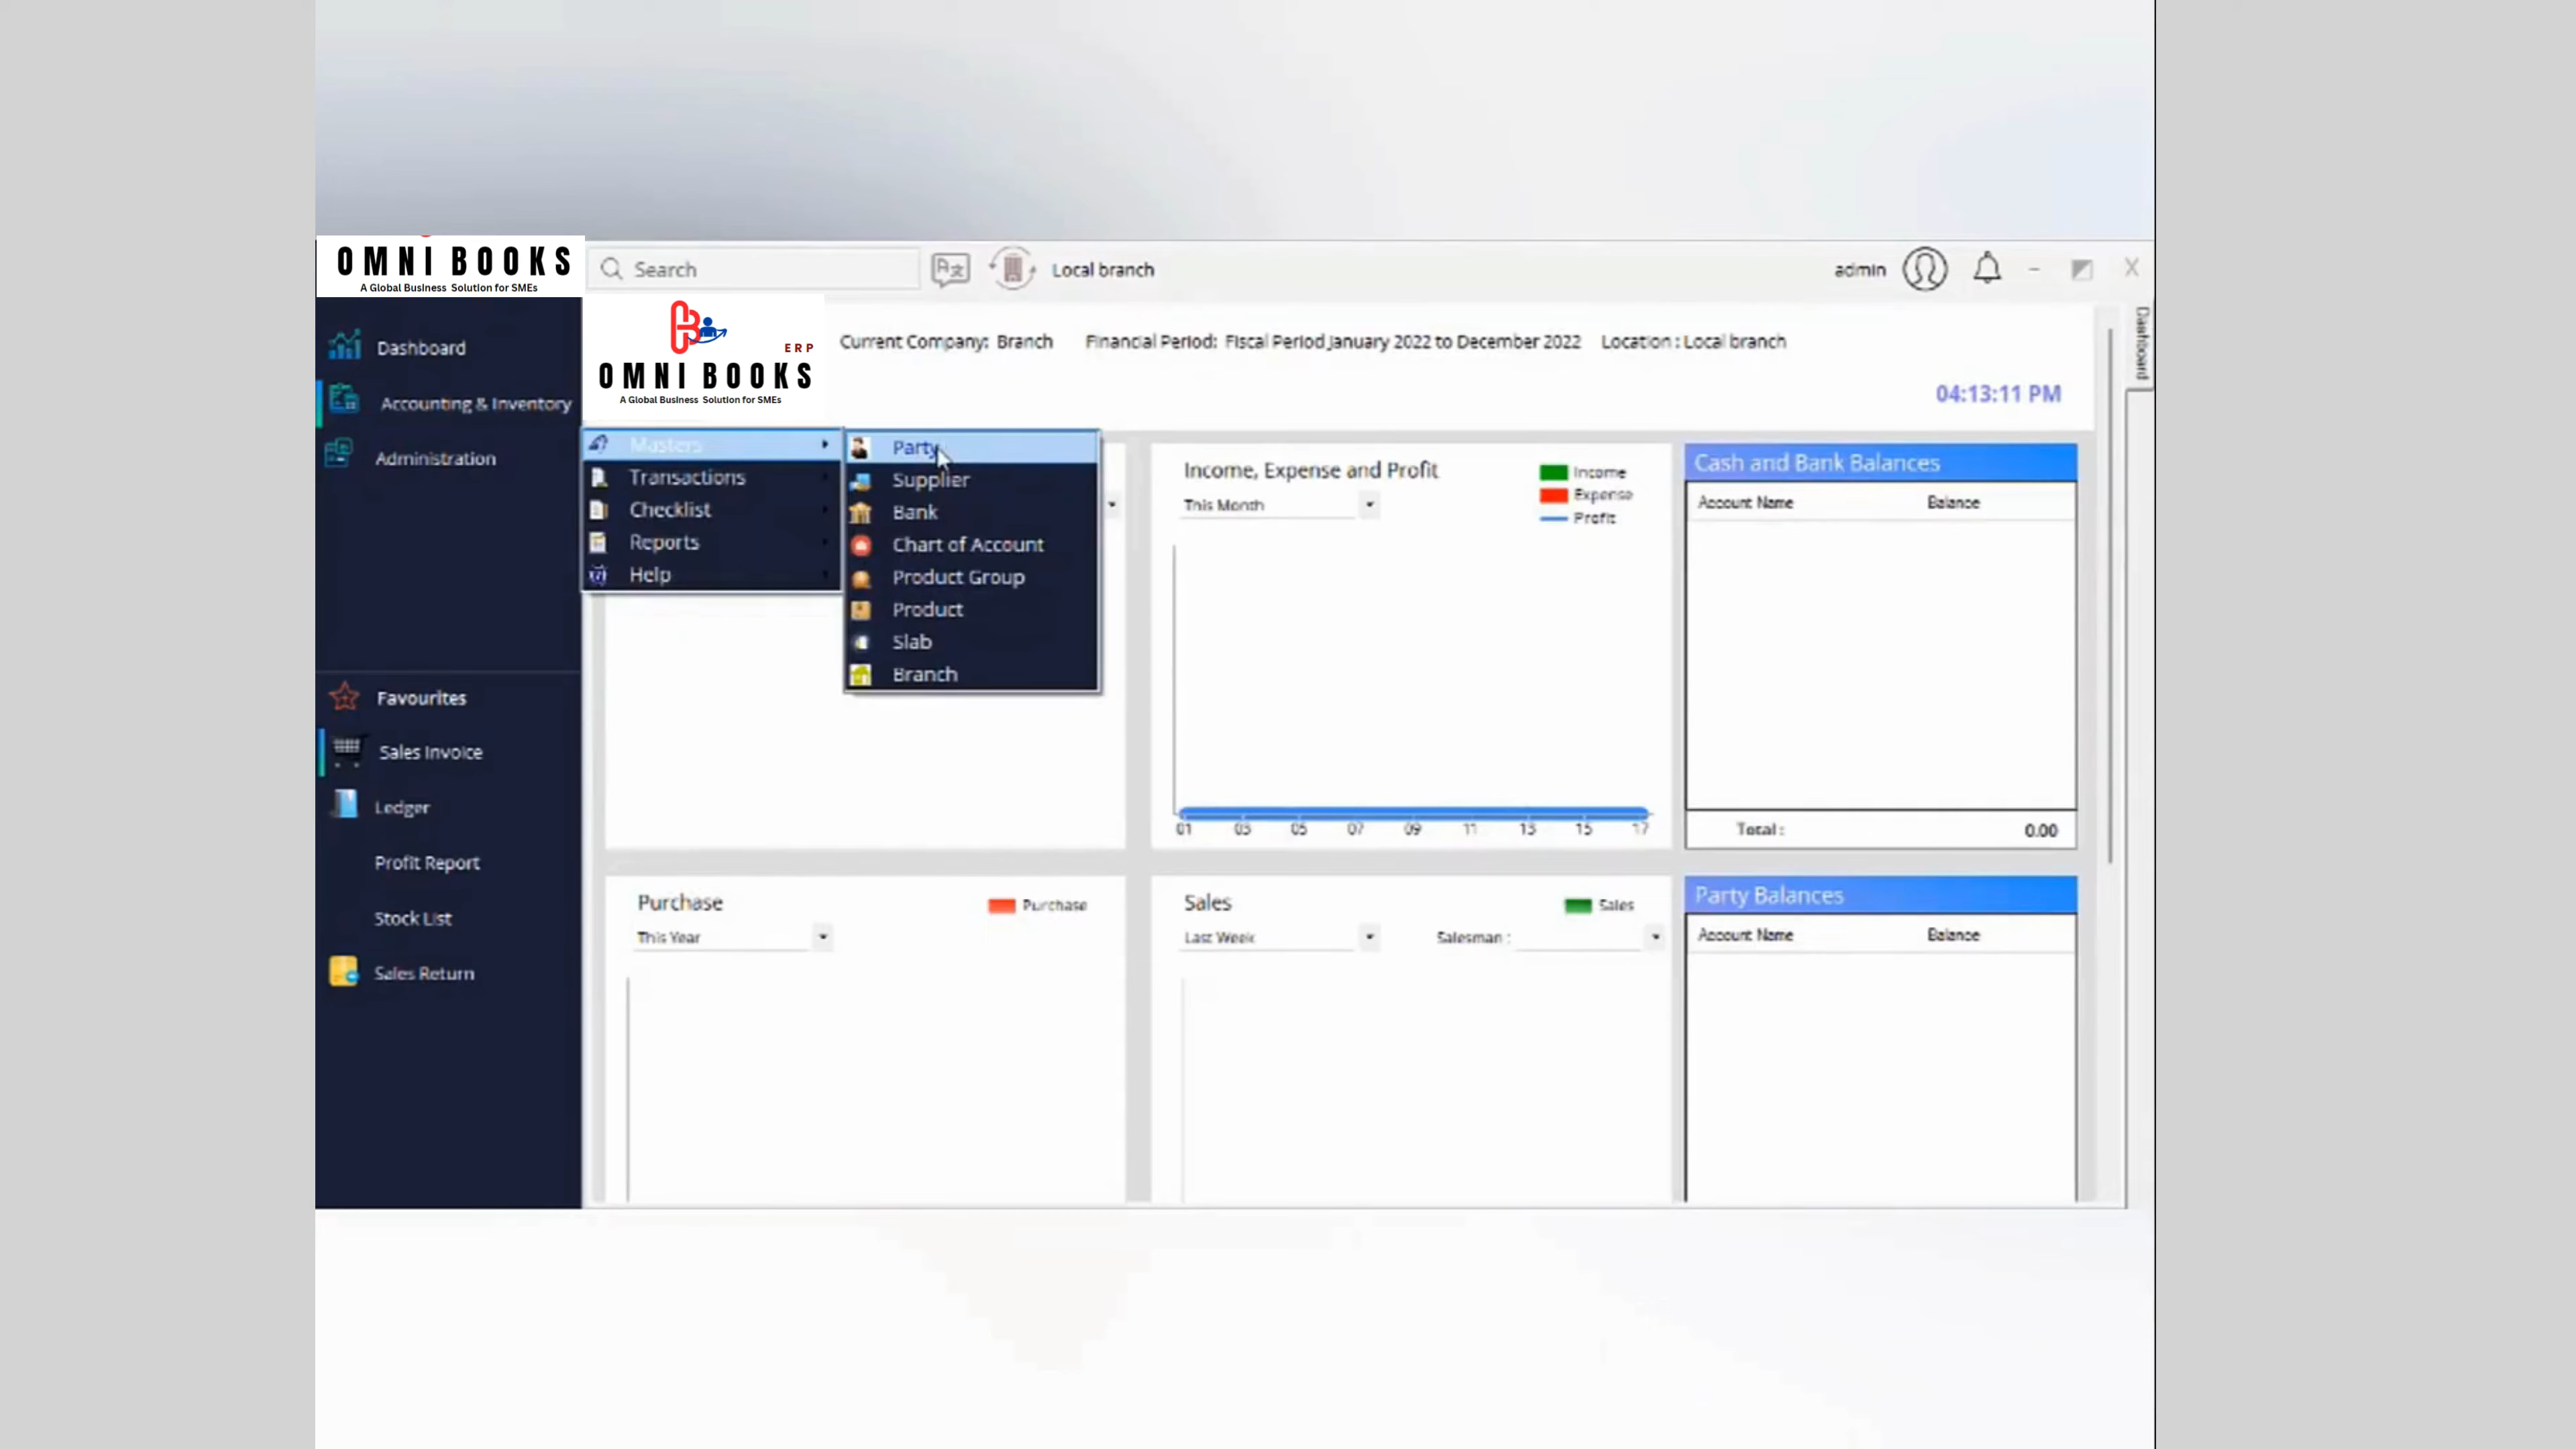 OMNI BOOKS
A Global Business Solution for SMEs
Search
Local branch
admin
X
Dashboard
Accounting & Inventory
Administration
ERP
OMNI BOOKS
A Global Business Solution for SMEs
Current Company: Branch Financial Period: Fiscal Period January 2022 to December 2022 Location : Local branch
04:13:11 PM
Dashboard
Masters
Transactions
Checklist
Reports
Help
Party
Supplier
Bank
Chart of Account
Product Group
Product
Slab
Branch
Income, Expense and Profit
This Month
Income
Expense
Profit
01 03 05 07 09 11 13 15 17
Cash and Bank Balances
Account Name Balance
Total : 0.00
Favourites
Sales Invoice
Ledger
Profit Report
Stock List
Sales Return
Purchase
Purchase
This Year
Sales
Sales
Last Week
Salesman :
Party Balances
Account Name Balance